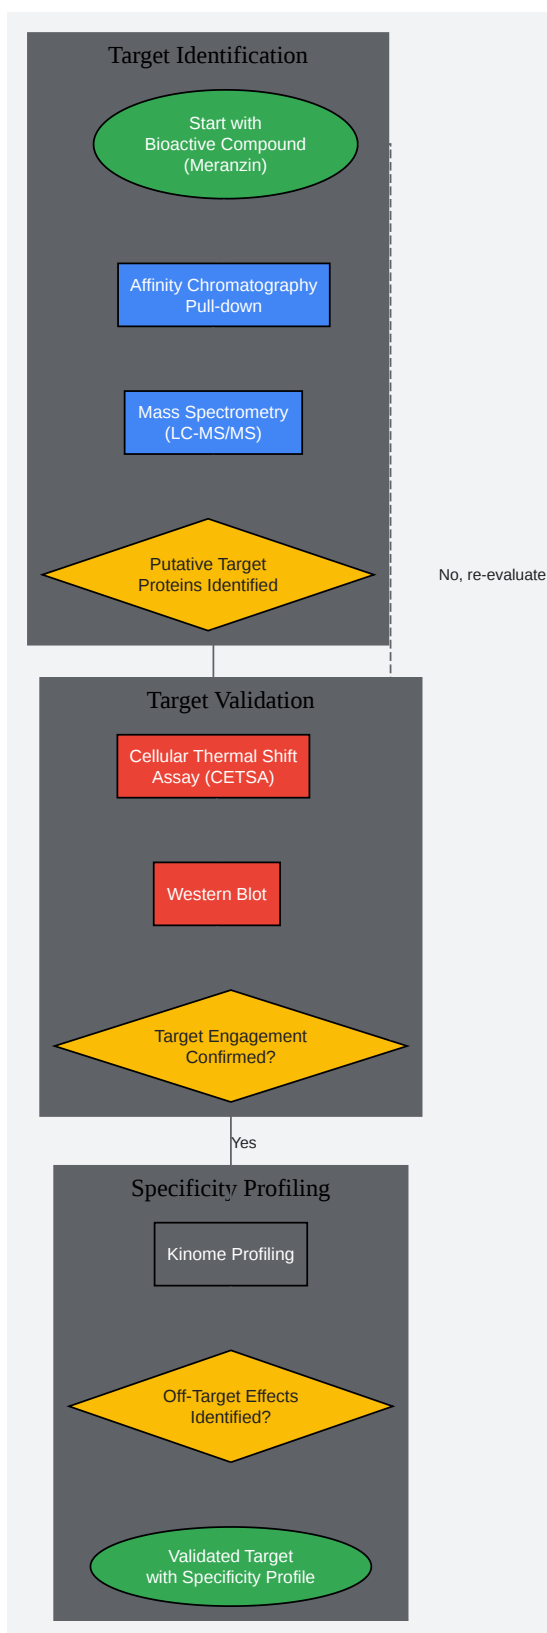 Target Identification
Start with
Bioactive Compound
(Meranzin)
Affinity Chromatography
Pull-down
Mass Spectrometry
(LC-MS/MS)
Putative Target
Proteins Identified
No, re-evaluate
Target Validation
Cellular Thermal Shift
Assay (CETSA)
Western Blot
Target Engagement
Confirmed?
Yes
Specificity Profiling
Kinome Profiling
Off-Target Effects
Identified?
Validated Target
with Specificity Profile